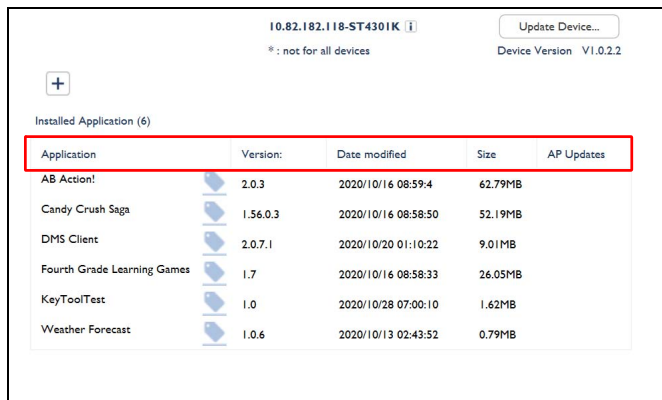 10.82.182.118-ST4301K i
Update Device...
* : not for all devices
Device Version V1.0.2.2
+
Installed Application (6)
Application Version: Date modified Size AP Updates
AB Action! 2.0.3 2020/10/16 08:59:4 62.79MB
Candy Crush Saga 1.56.0.3 2020/10/16 08:58:50 52.19MB
DMS Client 2.0.7.1 2020/10/20 01:10:22 9.01MB
Fourth Grade Learning Games 1.7 2020/10/16 08:58:33 26.05MB
KeyToolTest 1.0 2020/10/28 07:00:10 1.62MB
Weather Forecast 1.0.6 2020/10/13 02:43:52 0.79MB